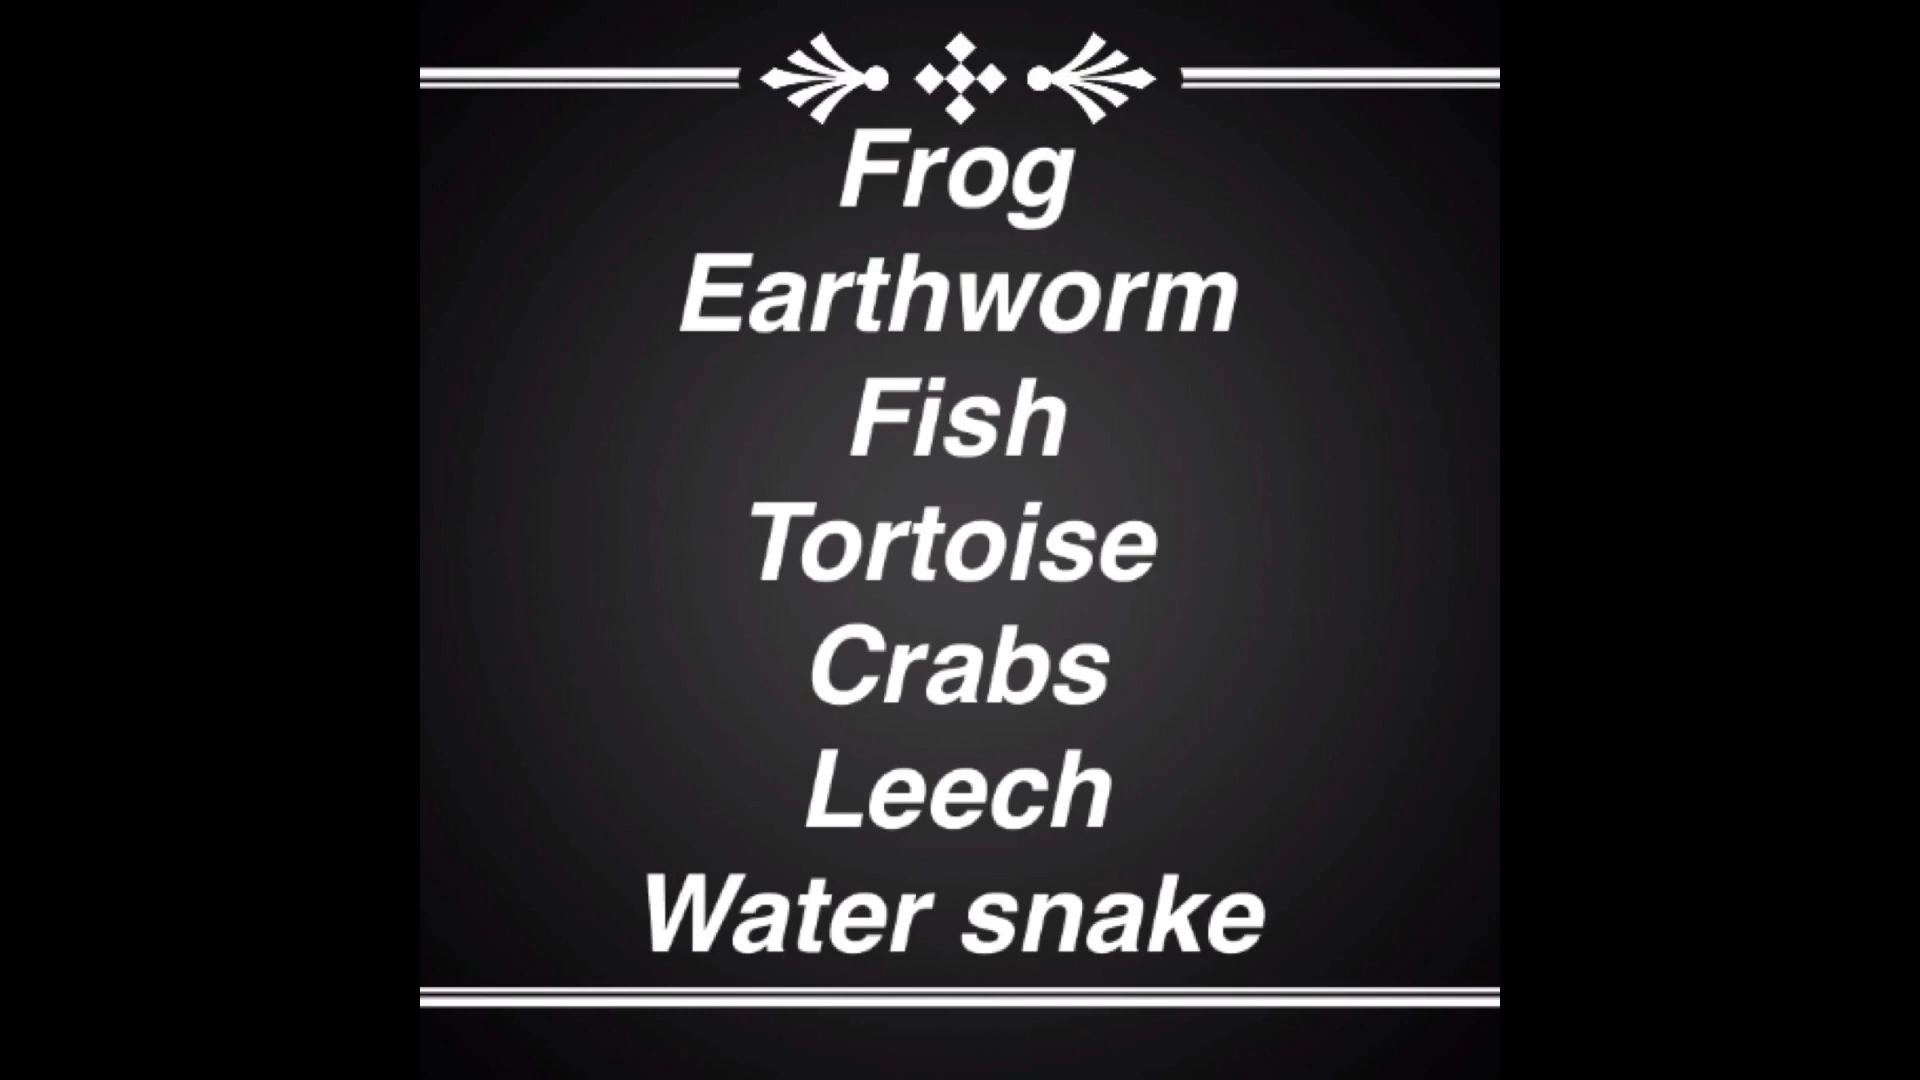 Frog
Earthworm
Fish
Tortoise
Crabs
Leech
Water snake